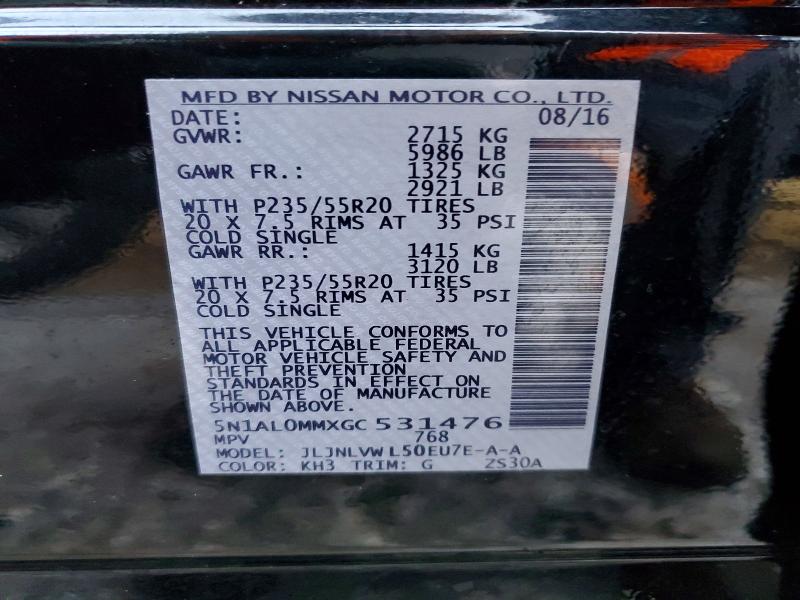 MFD BY NISSAN MOTOR CO., LTD.
DATE: 08/16
GVWR: 2715 KG
5986 LB
GAWR FR.: 1325 KG
2921 LB
WITH P235/55R20 TIRES
20 X 7.5 RIMS AT 35 PSI
COLD SINGLE
GAWR RR.: 1415 KG
3120 LB
WITH P235/55R20 TIRES
20 X 7.5 RIMS AT 35 PSI
COLD SINGLE
THIS VEHICLE CONFORMS TO
ALL APPLICABLE FEDERAL
MOTOR VEHICLE SAFETY AND
THEFT PREVENTION
STANDARDS IN EFFECT ON
THE DATE OF MANUFACTURE
SHOWN ABOVE.
5N1AL0MMXGC531476
MPV 768
MODEL: JLJNLVWL50EU7E-A-A
COLOR: KH3 TRIM: G ZS30A